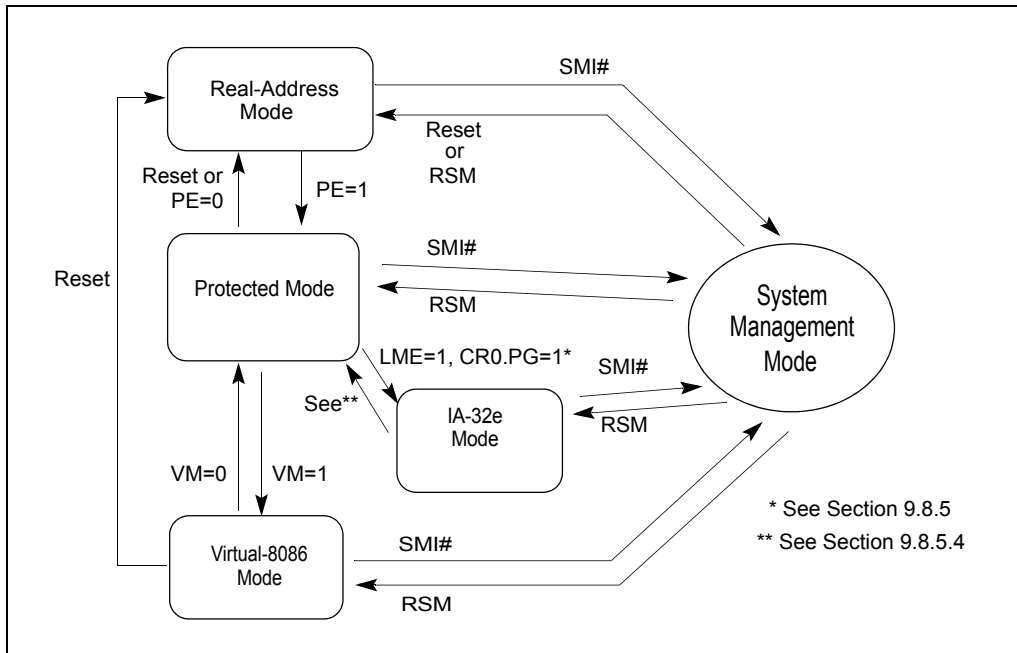 SMI#
Real-Address
Mode
Reset
or
RSM
Reset or
PE=0
PE=1
SMI#
Reset
Protected Mode
RSM
System
Management
Mode
LME=1, CR0.PG=1*
SMI#
See**
IA-32e
Mode
RSM
VM=0
VM=1
* See Section 9.8.5
** See Section 9.8.5.4
Virtual-8086
Mode
SMI#
RSM